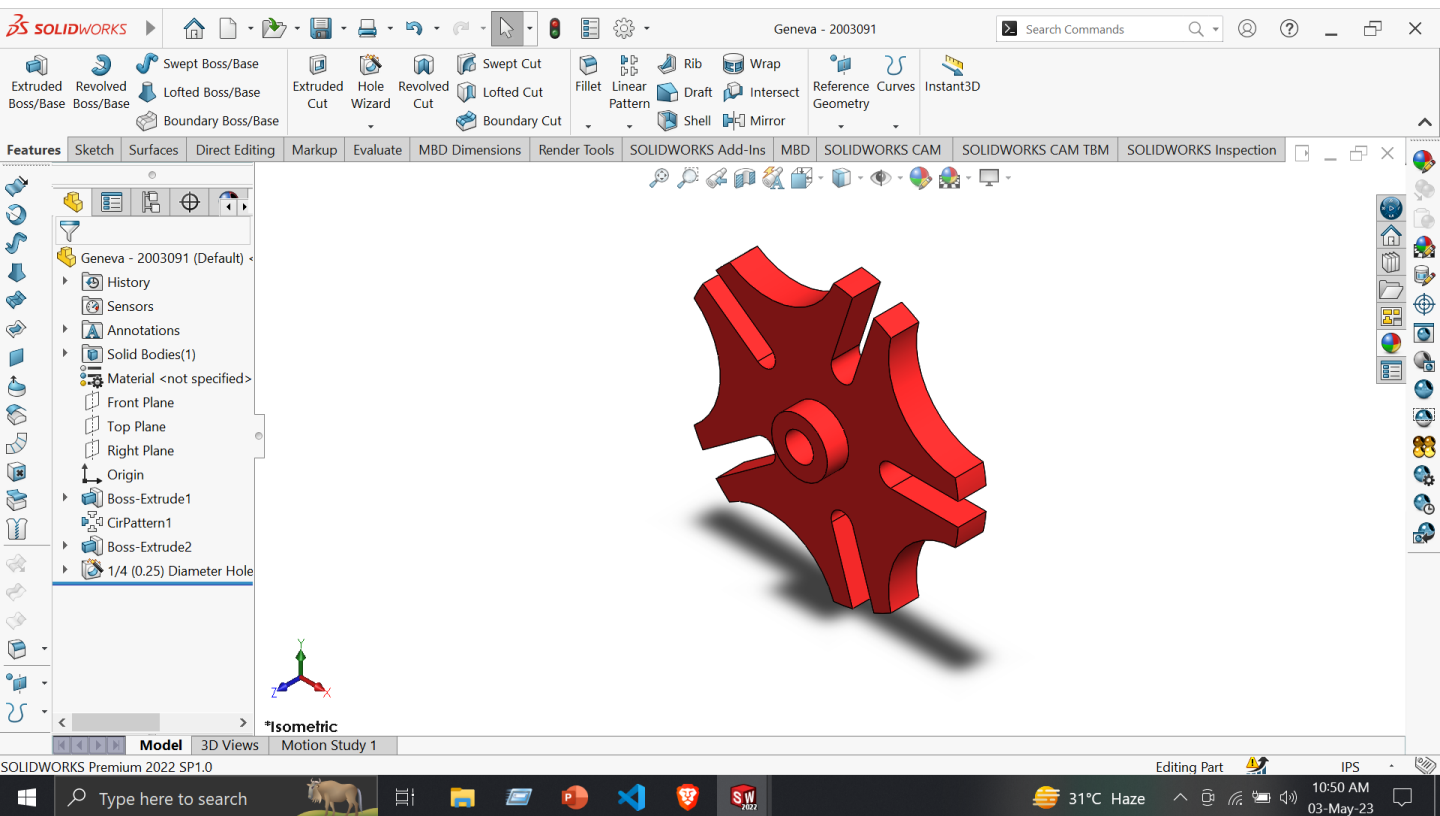 SOLIDWORKS
Geneva - 2003091
Search Commands
Extruded Boss/Base
Revolved Boss/Base
Swept Boss/Base
Lofted Boss/Base
Boundary Boss/Base
Extruded Cut
Hole Wizard
Revolved Cut
Swept Cut
Lofted Cut
Boundary Cut
Fillet
Linear Pattern
Rib
Draft
Shell
Wrap
Intersect
Mirror
Reference Geometry
Curves
Instant3D
Features
Sketch
Surfaces
Direct Editing
Markup
Evaluate
MBD Dimensions
Render Tools
SOLIDWORKS Add-Ins
MBD
SOLIDWORKS CAM
SOLIDWORKS CAM TBM
SOLIDWORKS Inspection
Geneva - 2003091 (Default) <
History
Sensors
Annotations
Solid Bodies(1)
Material <not specified>
Front Plane
Top Plane
Right Plane
Origin
Boss-Extrude1
CirPattern1
Boss-Extrude2
1/4 (0.25) Diameter Hole
Y
Z
X
*Isometric
Model
3D Views
Motion Study 1
SOLIDWORKS Premium 2022 SP1.0
Editing Part
IPS
Type here to search
SW
2022
31°C Haze
10:50 AM
03-May-23